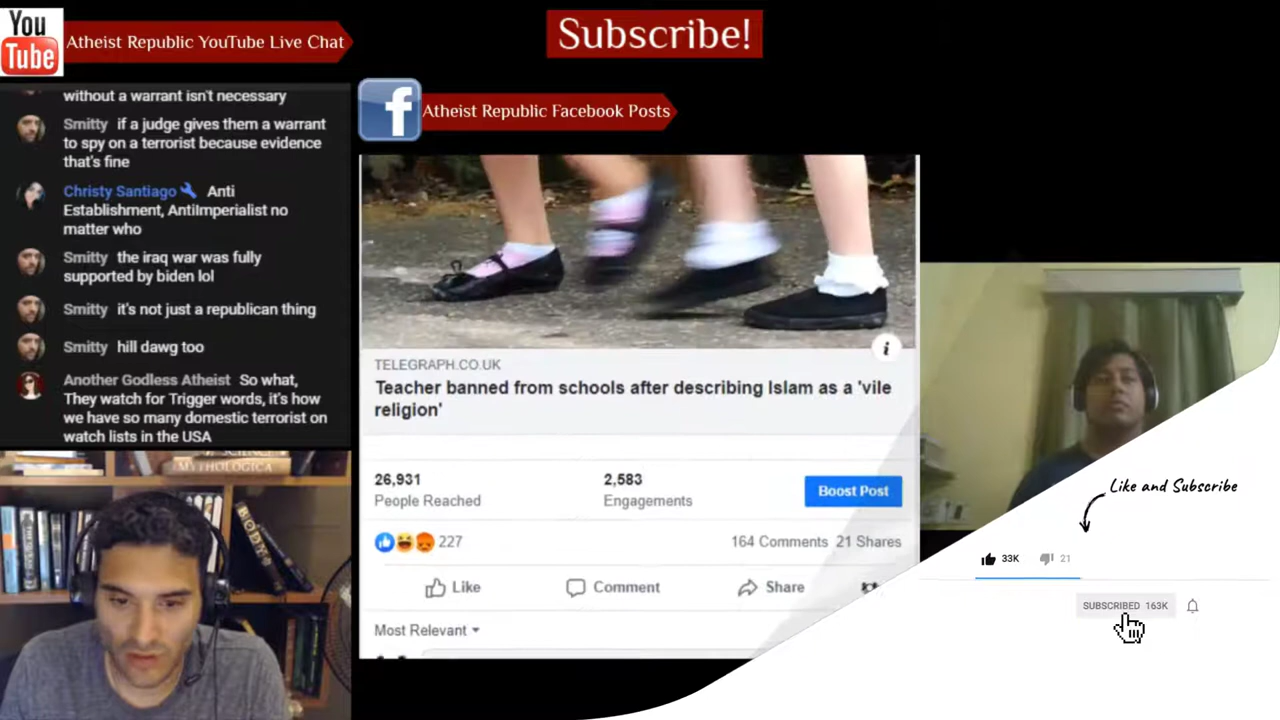 You
Tube
Atheist Republic YouTube Live Chat
Subscribe!
f
Atheist Republic Facebook Posts
without a warrant isn't necessary
Smitty if a judge gives them a warrant
to spy on a terrorist because evidence
that's fine
Christy Santiago Anti
Establishment, AntiImperialist no
matter who
Smitty the iraq war was fully
supported by biden lol
Smitty it's not just a republican thing
Smitty hill dawg too
Another Godless Atheist So what,
They watch for Trigger words, it's how
we have so many domestic terrorist on
watch lists in the USA
SCIENCE
MYTHOLOGICA
BODY
i
TELEGRAPH.CO.UK
Teacher banned from schools after describing Islam as a 'vile
religion'
26,931
People Reached
2,583
Engagements
Boost Post
227
164 Comments 21 Shares
Like
Comment
Share
Most Relevant
Like and Subscribe
33K
21
SUBSCRIBED 163K